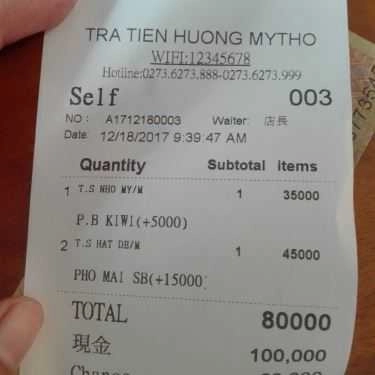 TRA TIEN HUONG MYTHO
WIFI:12345678
Hotline:0273.6273.888-0273.6273.999
Self 003
NO : A1712180003 Waiter: 店長
Date: 12/18/2017 9:39:47 AM
Quantity Subtotal items
1 T.S NHO MY/M 1 35000
P.B KIWI(+5000)
2 T.S HAT DB/M 1 45000
PHO MAI SB(+15000)
TOTAL 80000
現金 100,000